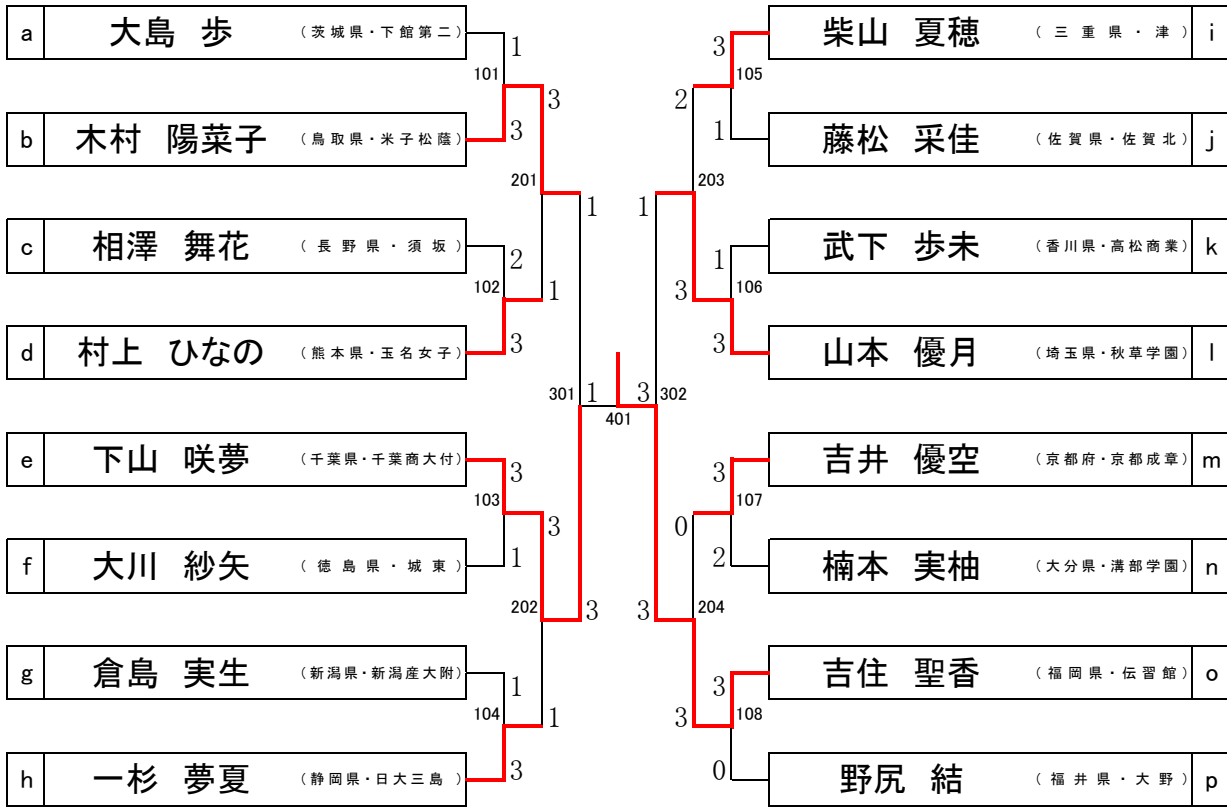 a 大島 歩 (茨城県・下館第二)
1
101
3
b 木村 陽菜子 (鳥取県・米子松蔭)
3
201
1
c 相澤 舞花 (長野県・須坂)
2
102
1
d 村上 ひなの (熊本県・玉名女子)
3
301
1
e 下山 咲夢 (千葉県・千葉商大付)
3
103
3
f 大川 紗矢 (徳島県・城東)
1
202
3
g 倉島 実生 (新潟県・新潟産大附)
1
104
1
h 一杉 夢夏 (静岡県・日大三島)
3
401
柴山 夏穂 (三重県・津) i
3
105
2
藤松 采佳 (佐賀県・佐賀北) j
1
203
1
武下 歩未 (香川県・高松商業) k
1
106
3
山本 優月 (埼玉県・秋草学園) l
3
3
302
吉井 優空 (京都府・京都成章) m
3
107
0
楠本 実柚 (大分県・溝部学園) n
2
204
3
吉住 聖香 (福岡県・伝習館) o
3
108
3
野尻 結 (福井県・大野) p
0